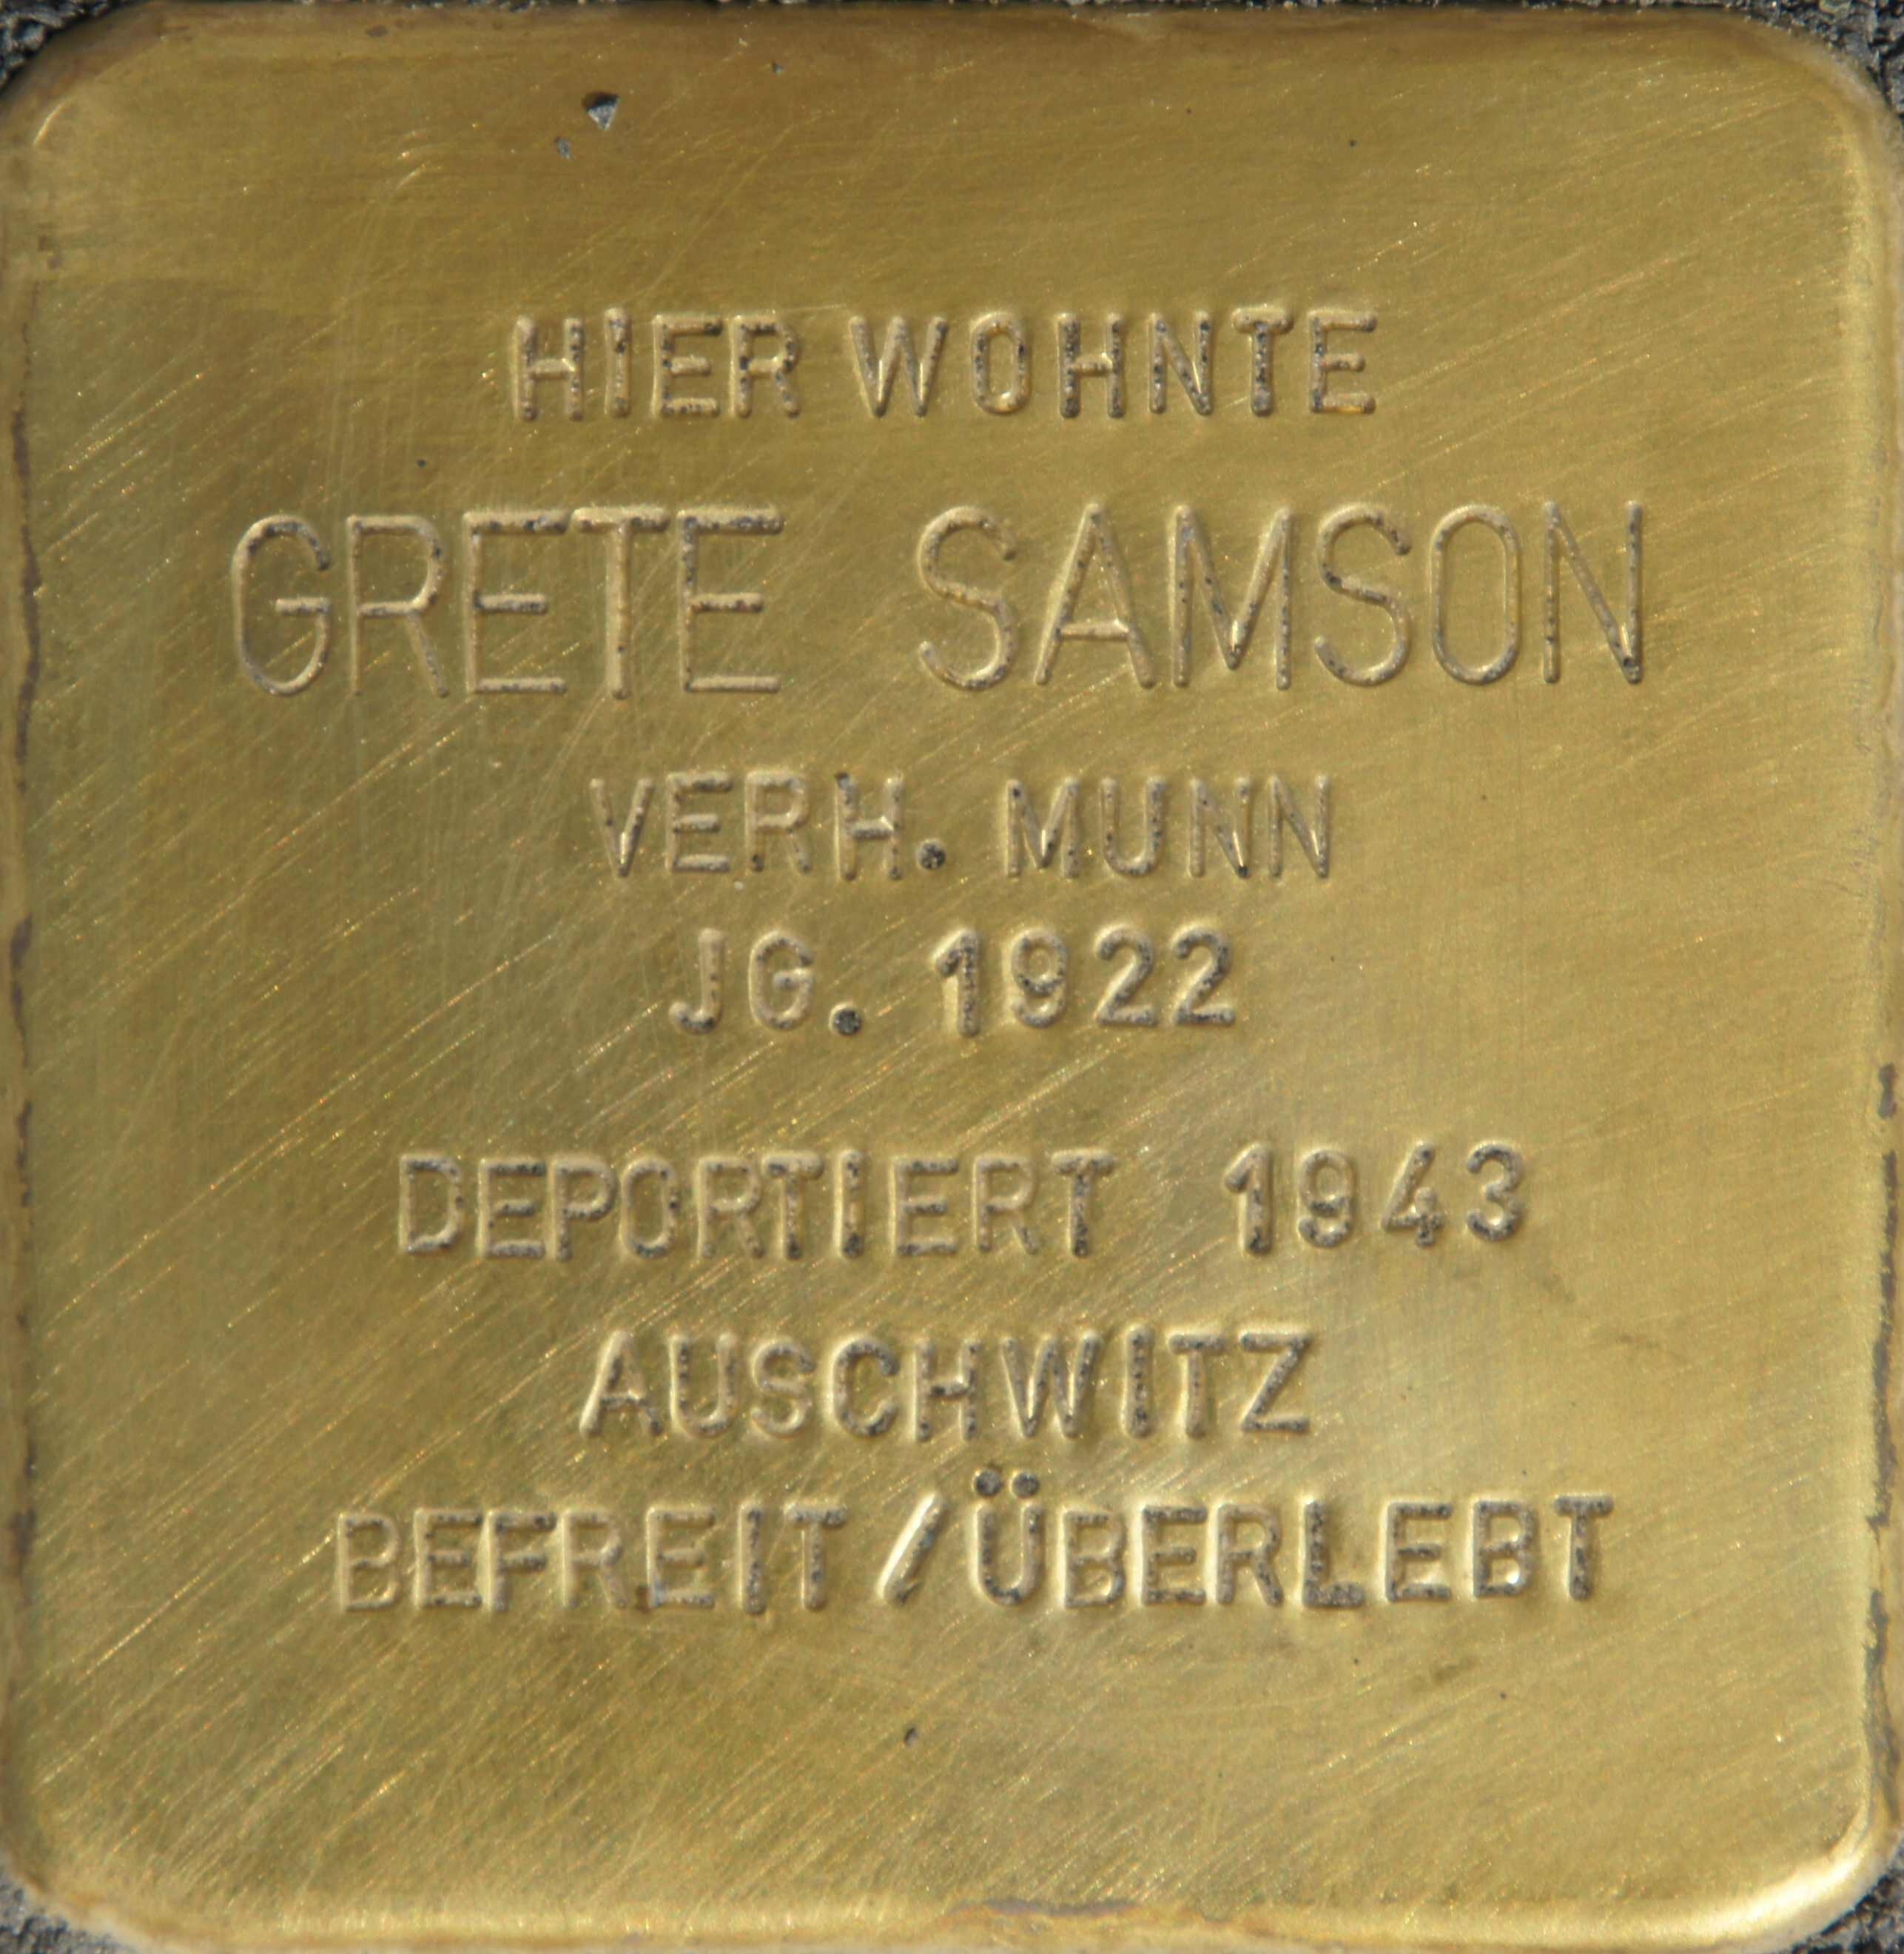 HIER WOHNTE
GRETE SAMSON
VERH. MUNN
JG. 1922
DEPORTIERT 1943
AUSCHWITZ
BEFREIT / ÜBERLEBT